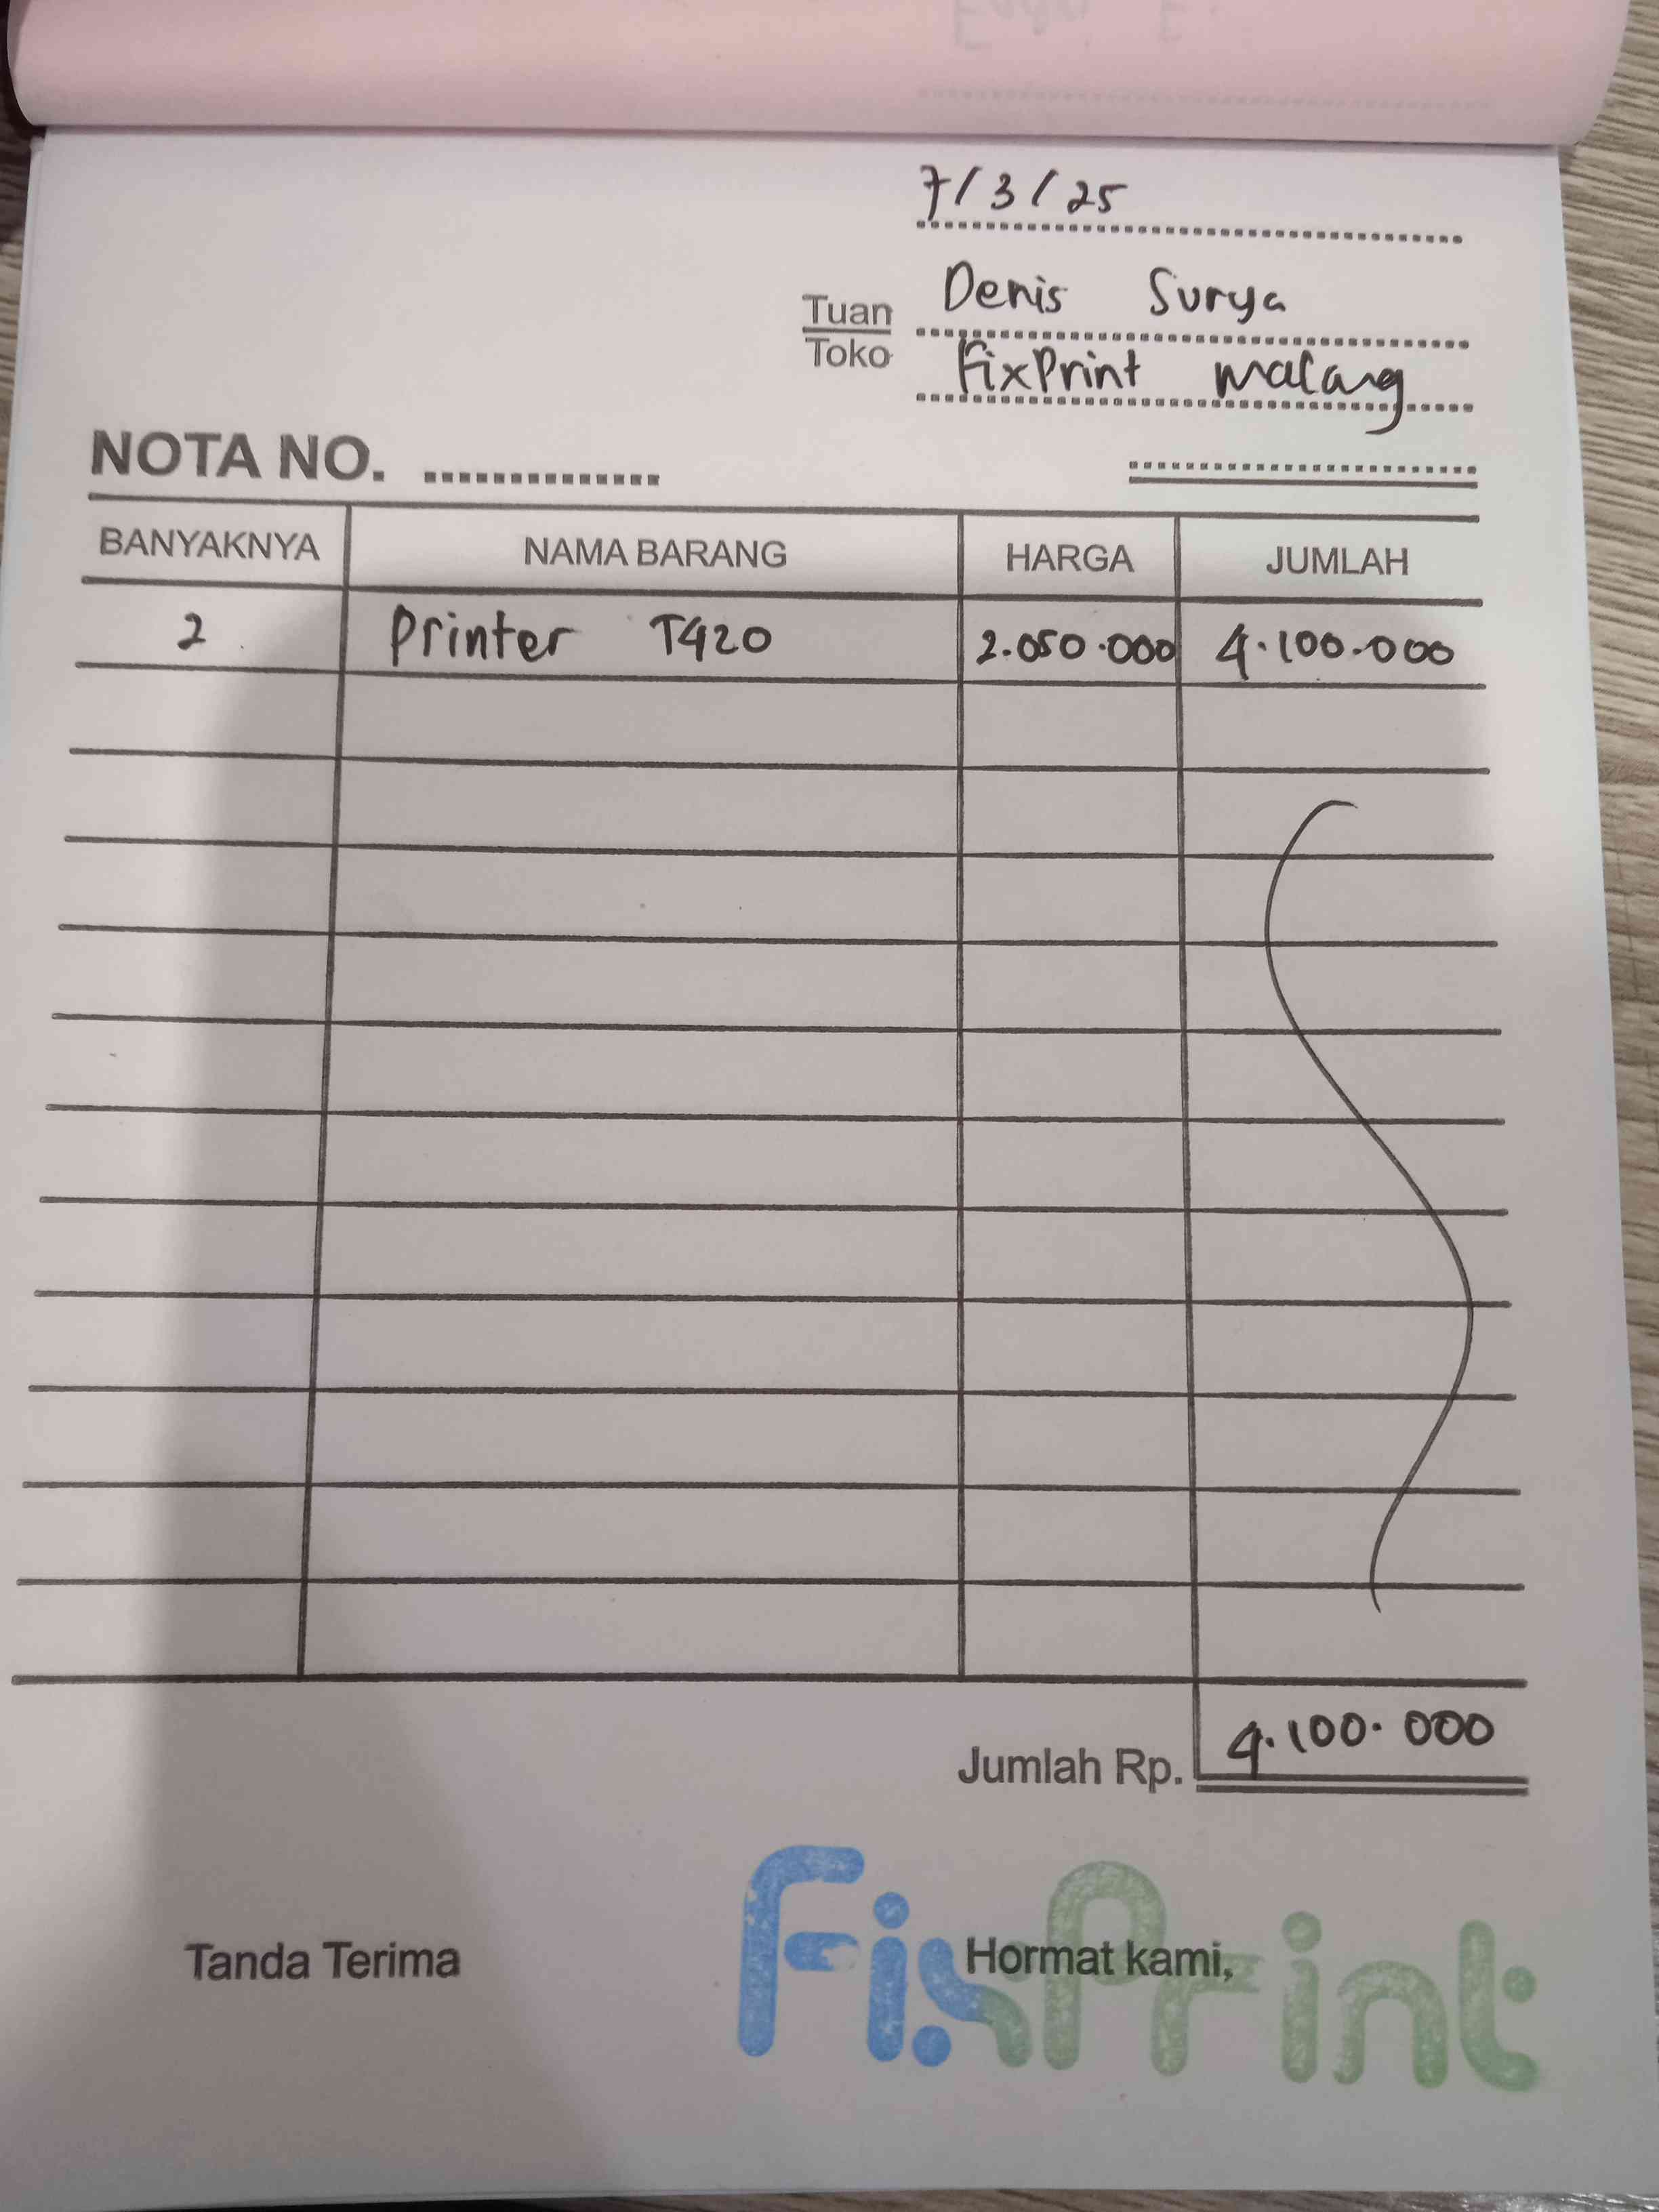 7/3/25
Tuan Denis Surya
Toko FixPrint Malang
NOTA NO. ..............
BANYAKNYA NAMA BARANG HARGA JUMLAH
2 Printer T420 2.050.000 4.100.000
Jumlah Rp. 4.100.000
Tanda Terima Hormat kami,
FixPrint